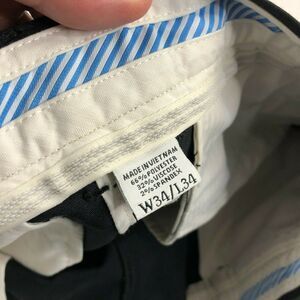 MADE IN VIETNAM
66% POLYESTER
32% VISCOSE
2% SPANDEX
W34/L34